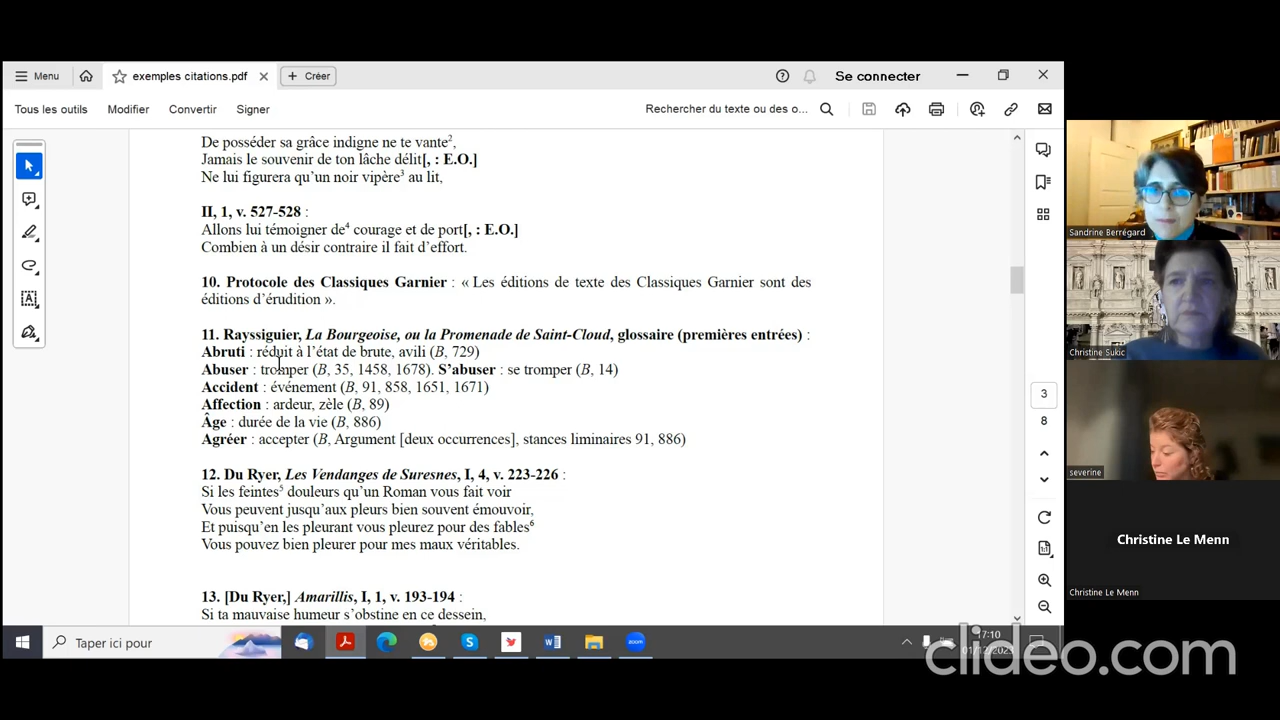 Menu
exemples citations.pdf
Créer
Se connecter
Tous les outils
Modifier
Convertir
Signer
Rechercher du texte ou des o...
De posséder sa grâce indigne ne te vante²,
Jamais le souvenir de ton lâche délit[, : E.O.]
Ne lui figurera qu'un noir vipère³ au lit,
II, 1, v. 527-528 :
Allons lui témoigner de⁴ courage et de port[, : E.O.]
Combien à un désir contraire il fait d'effort.
10. Protocole des Classiques Garnier : « Les éditions de texte des Classiques Garnier sont des
éditions d'érudition ».
11. Rayssiguier, La Bourgeoise, ou la Promenade de Saint-Cloud, glossaire (premières entrées) :
Abruti : réduit à l'état de brute, avili (B, 729)
Abuser : tromper (B, 35, 1458, 1678). S'abuser : se tromper (B, 14)
Accident : événement (B, 91, 858, 1651, 1671)
Affection : ardeur, zèle (B, 89)
Âge : durée de la vie (B, 886)
Agréer : accepter (B, Argument [deux occurrences], stances liminaires 91, 886)
12. Du Ryer, Les Vendanges de Suresnes, I, 4, v. 223-226 :
Si les feintes⁵ douleurs qu'un Roman vous fait voir
Vous peuvent jusqu'aux pleurs bien souvent émouvoir,
Et puisqu'en les pleurant vous pleurez pour des fables⁶
Vous pouvez bien pleurer pour mes maux véritables.
13. [Du Ryer,] Amarillis, I, 1, v. 193-194 :
Si ta mauvaise humeur s'obstine en ce dessein,
3
8
Taper ici pour
17:10
01/12/2023
Sandrine Berrégard
Christine Sukic
severine
Christine Le Menn
Christine Le Menn
clideo.com